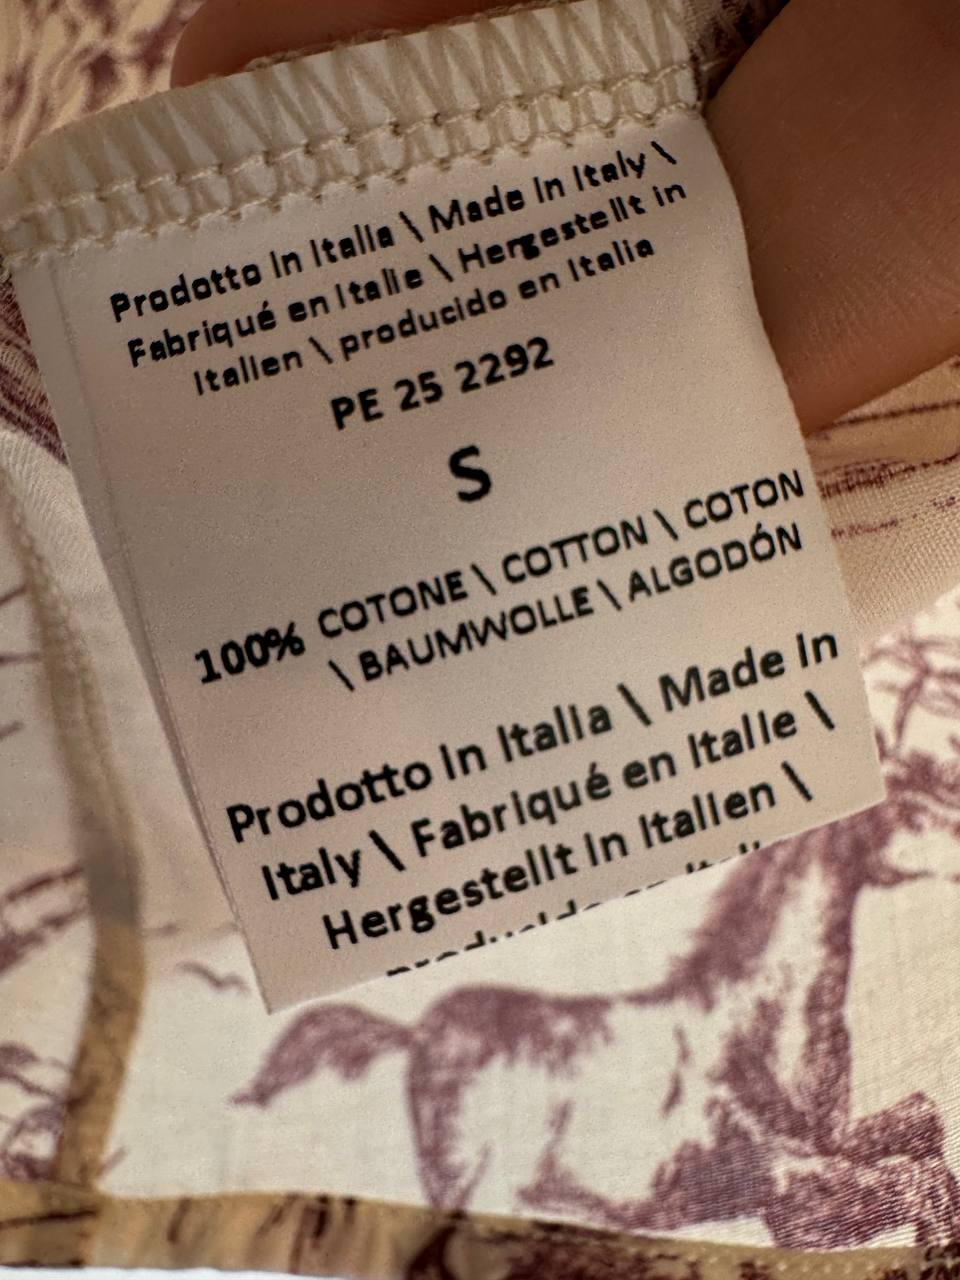 Prodotto In Italia \ Made In Italy \
Fabriqué en Italie \ Hergestellt in
Italien \ producido en Italia
PE 25 2292
S
100% COTONE \ COTTON \ COTON
\ BAUMWOLLE \ ALGODÓN
Prodotto In Italia \ Made In
Italy \ Fabriqué en Italie \
Hergestellt In Italien \